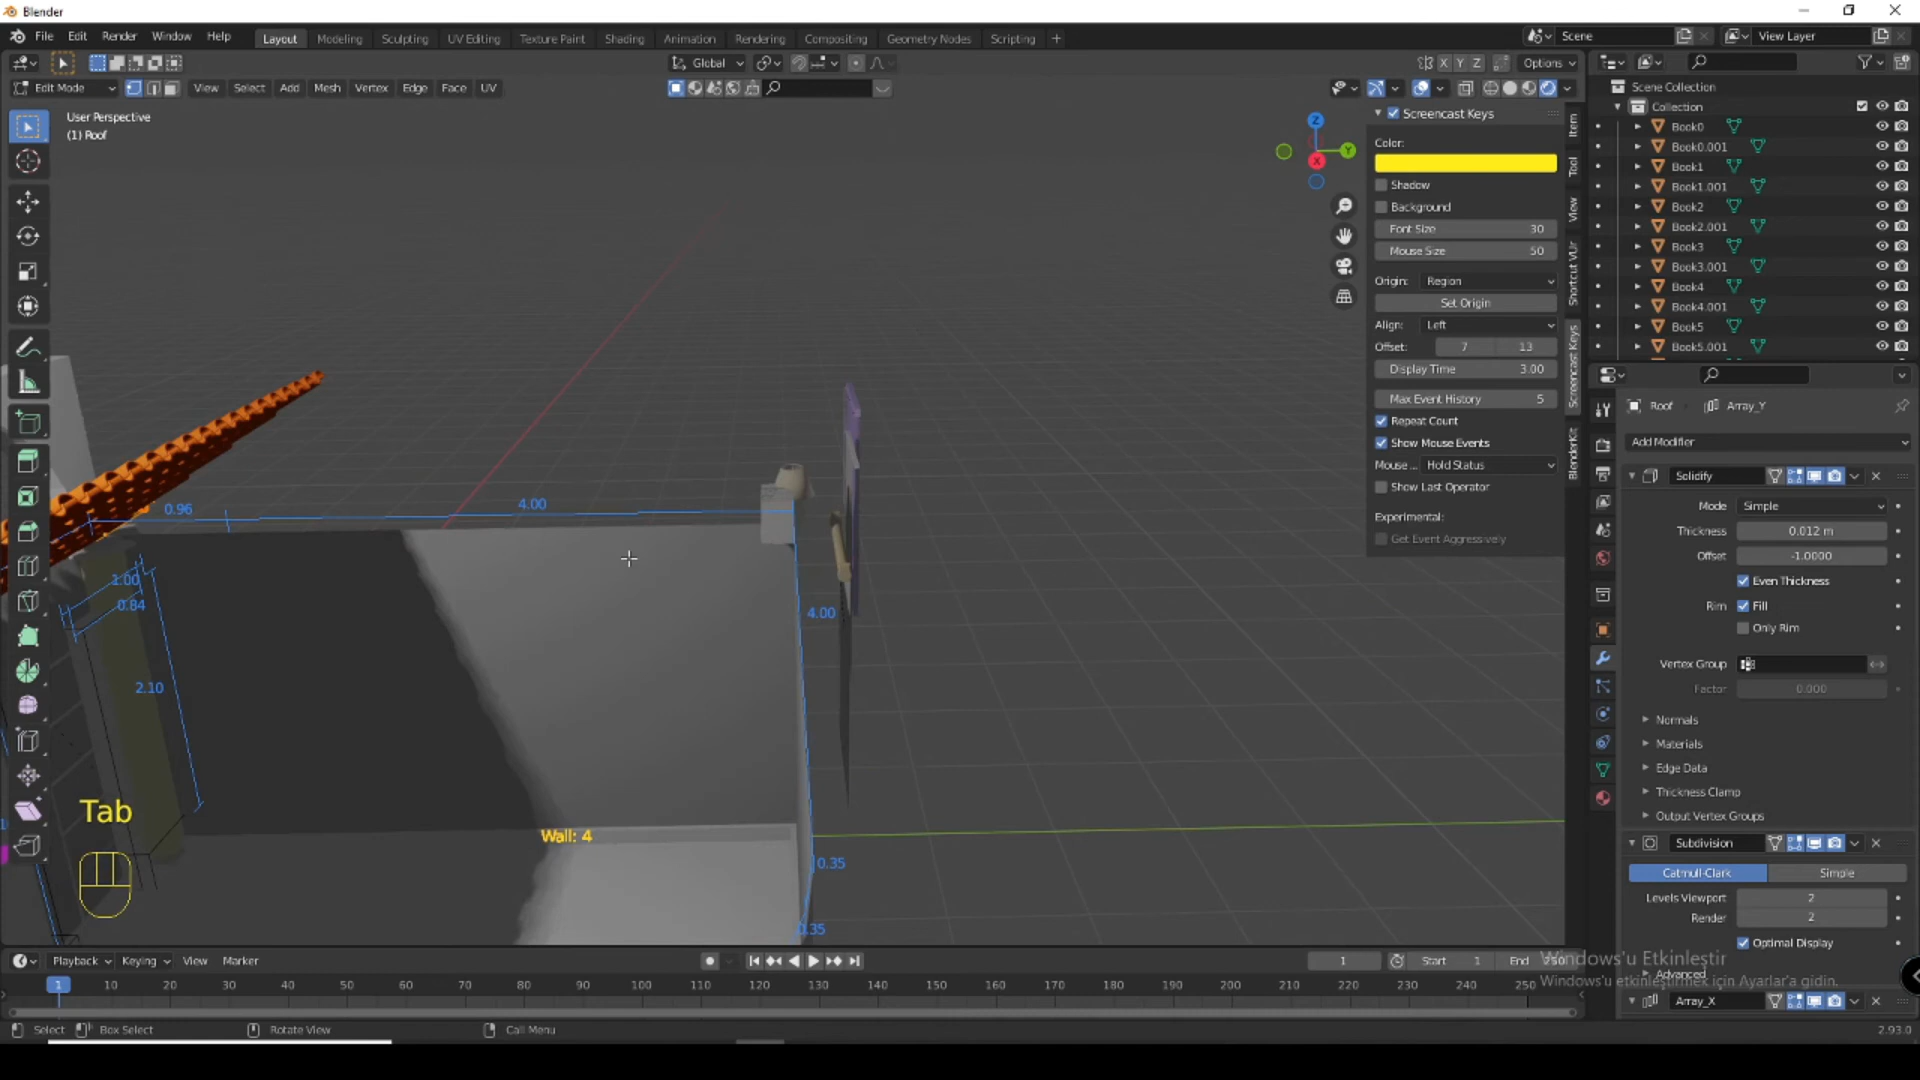 Blender
File Edit Render Window Help
Layout Modeling Sculpting UV Editing Texture Paint Shading Animation Rendering Compositing Geometry Nodes Scripting +
Scene
View Layer
Global
X Y Z
Options
Edit Mode View Select Add Mesh Vertex Edge Face UV
User Perspective
(1) Roof
Z
Y
X
Screencast Keys
Color:
Shadow
Background
Font Size 30
Mouse Size 50
Origin: Region
Set Origin
Align: Left
Offset: 7 13
Display Time 3.00
Max Event History 5
Repeat Count
Show Mouse Events
Mouse ... Hold Status
Show Last Operator
Experimental:
Get Event Aggressively
Item
Tool
View
Shortcut VUr
Screencast Keys
BlenderKit
Scene Collection
Collection
Book0
Book0.001
Book1
Book1.001
Book2
Book2.001
Book3
Book3.001
Book4
Book4.001
Book5
Book5.001
Roof Array_Y
Add Modifier
Solidify
Mode Simple
Thickness 0.012 m
Offset -1.0000
Even Thickness
Rim Fill
Only Rim
Vertex Group
Factor 0.000
Normals
Materials
Edge Data
Thickness Clamp
Output Vertex Groups
Subdivision
Catmull-Clark Simple
Levels Viewport 2
Render 2
Optimal Display
Advanced
Array_X
0.96
4.00
1.00
0.84
4.00
2.10
Wall: 4
0.35
0.35
Tab
Windows'u Etkinleştir
Windows'u etkinleştirmek için Ayarlar'a gidin.
Playback Keying View Marker
1 Start 1 End 250
1 10 20 30 40 50 60 70 80 90 100 110 120 130 140 150 160 170 180 190 200 210 220 230 240 250
Select Box Select Rotate View Call Menu
2.93.0